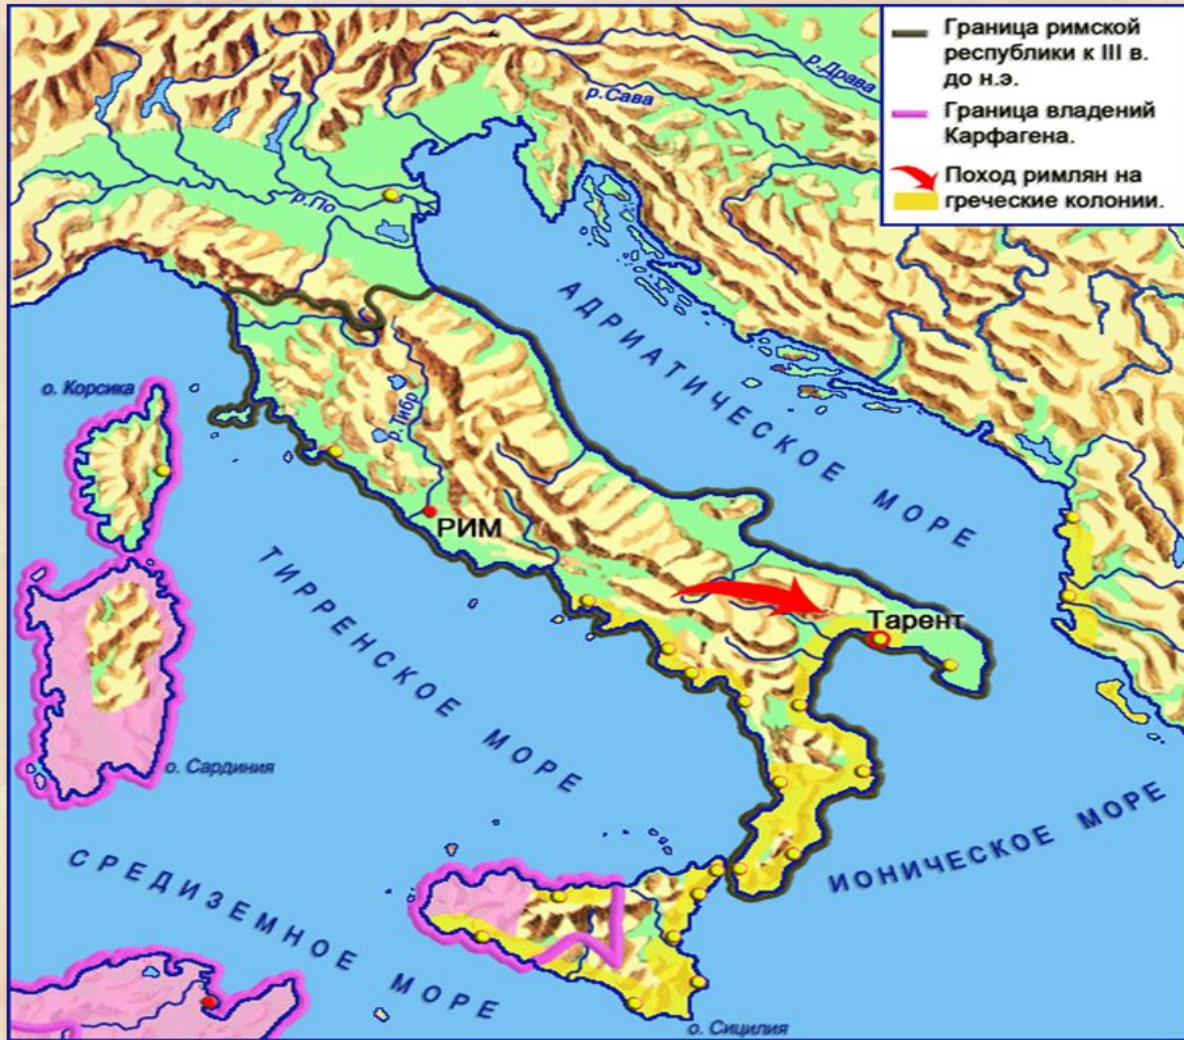 Граница римской
республики к III в.
до н.э.
Граница владений
Карфагена.
Поход римлян на
греческие колонии.
р.Драва
р.Сава
р.По
АДРИАТИЧЕСКОЕ МОРЕ
о. Корсика
р.Тибр
РИМ
ТИРРЕНСКОЕ МОРЕ
Тарент
о. Сардиния
ИОНИЧЕСКОЕ МОРЕ
СРЕДИЗЕМНОЕ МОРЕ
о. Сицилия